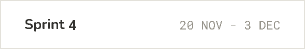 Sprint 4 20 NOV – 3 DEC